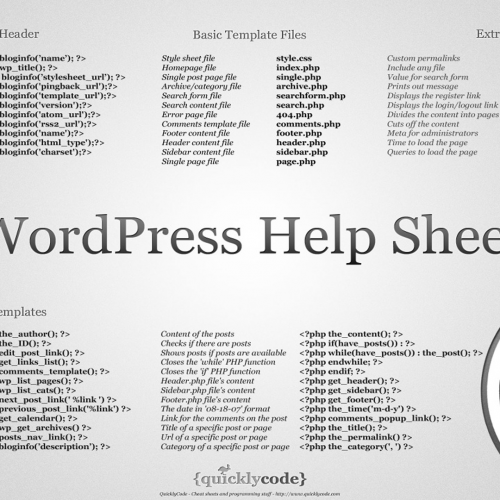 Header
Basic Template Files
Extr
bloginfo('name'); ?>
wp_title(); ?>
bloginfo('stylesheet_url'); ?>
bloginfo('pingback_url');?>
bloginfo('template_url');?>
bloginfo('version');?>
bloginfo('atom_url');?>
bloginfo('rss2_url');?>
bloginfo('name');?>
bloginfo('html_type');?>
bloginfo('charset');?>
Style sheet file style.css
Homepage file index.php
Single post page file single.php
Archive/category file archive.php
Search form file searchform.php
Search content file search.php
Error page file 404.php
Comments template file comments.php
Footer content file footer.php
Header content file header.php
Sidebar content file sidebar.php
Single page file page.php
Custom permalinks
Include any file
Value for search form
Prints out message
Displays the register link
Displays the login/logout link
Divides the content into pages
Cuts off the content
Meta for administrators
Time to load the page
Queries to load the page
WordPress Help Shee
emplates
the_author(); ?>
the_ID(); ?>
edit_post_link(); ?>
get_links_list(); ?>
comments_template(); ?>
wp_list_pages(); ?>
wp_list_cats(); ?>
next_post_link(' %link ') ?>
previous_post_link('%link') ?>
get_calendar(); ?>
wp_get_archives() ?>
posts_nav_link(); ?>
bloginfo('description'); ?>
Content of the posts <?php the_content(); ?>
Checks if there are posts <?php if(have_posts()) : ?>
Shows posts if posts are available <?php while(have_posts()) : the_post(); ?>
Closes the 'while' PHP function <?php endwhile; ?>
Closes the 'if' PHP function <?php endif; ?>
Header.php file's content <?php get_header(); ?>
Sidebar.php file's content <?php get_sidebar(); ?>
Footer.php file's content <?php get_footer(); ?>
The date in '08-18-07' format <?php the_time('m-d-y') ?>
Link for the comments on the post <?php comments_popup_link(); ?>
Title of a specific post or page <?php the_title(); ?>
Url of a specific post or page <?php the_permalink() ?>
Category of a specific post or page <?php the_category(', ') ?>
{quicklycode}
QuicklyCode - Cheat sheets and programming stuff - http://www.quicklycode.com